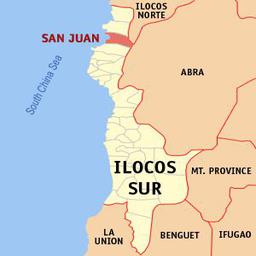 ILOCOS
NORTE
SAN JUAN
ABRA
South China Sea
ILOCOS
SUR
MT. PROVINCE
LA
UNION
BENGUET
IFUGAO